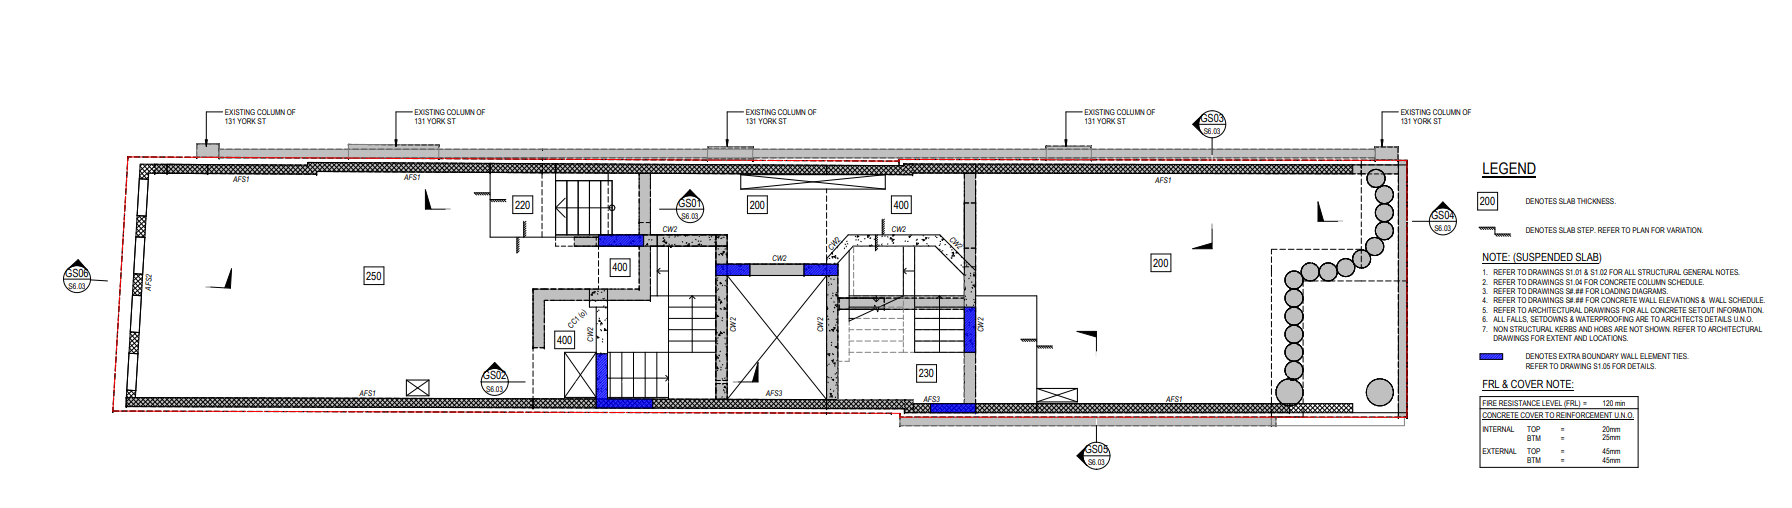 EXISTING COLUMN OF
131 YORK ST
EXISTING COLUMN OF
131 YORK ST
EXISTING COLUMN OF
131 YORK ST
EXISTING COLUMN OF
131 YORK ST
EXISTING COLUMN OF
131 YORK ST
GS03
S6.03
AFS1
AFS1
AFS1
220
GS01
S6.03
200
400
GS04
S6.03
CW2
CW2
CW2
CW2
GS06
S6.03
AFS2
250
400
200
CC1 (o)
CW2
CW2
CW2
CW2
400
GS02
S6.03
230
AFS1
AFS3
AFS3
AFS1
GS05
S6.03
LEGEND
200
DENOTES SLAB THICKNESS.
DENOTES SLAB STEP. REFER TO PLAN FOR VARIATION.
NOTE: (SUSPENDED SLAB)
1. REFER TO DRAWINGS S1.01 & S1.02 FOR ALL STRUCTURAL GENERAL NOTES.
2. REFER TO DRAWINGS S1.04 FOR CONCRETE COLUMN SCHEDULE.
3. REFER TO DRAWINGS S#.## FOR LOADING DIAGRAMS.
4. REFER TO DRAWINGS S#.## FOR CONCRETE WALL ELEVATIONS & WALL SCHEDULE.
5. REFER TO ARCHITECTURAL DRAWINGS FOR ALL CONCRETE SETOUT INFORMATION.
6. ALL FALLS, SETDOWNS & WATERPROOFING ARE TO ARCHITECTS DETAILS U.N.O.
7. NON STRUCTURAL KERBS AND HOBS ARE NOT SHOWN. REFER TO ARCHITECTURAL
DRAWINGS FOR EXTENT AND LOCATIONS.
DENOTES EXTRA BOUNDARY WALL ELEMENT TIES.
REFER TO DRAWING S1.05 FOR DETAILS.
FRL & COVER NOTE:
FIRE RESISTANCE LEVEL (FRL) = 120 min
CONCRETE COVER TO REINFORCEMENT U.N.O.
INTERNAL TOP = 20mm
BTM = 25mm
EXTERNAL TOP = 45mm
BTM = 45mm